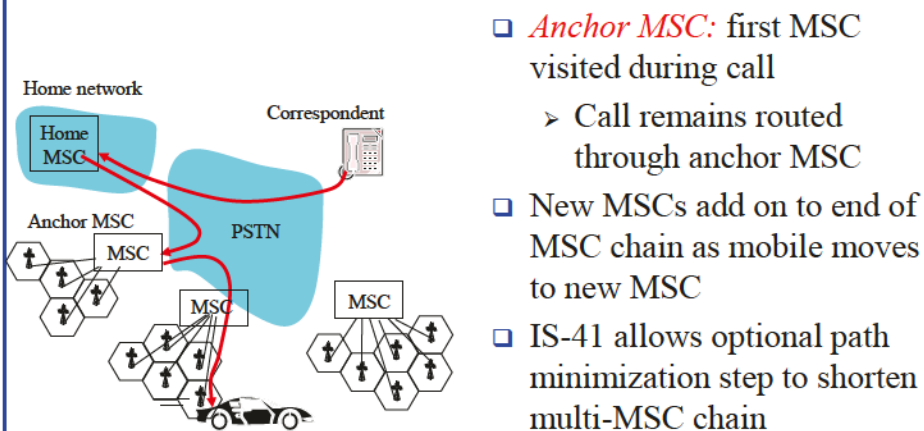 Home network
Home
MSC
Correspondent
PSTN
Anchor MSC
MSC
MSC
MSC
❑ Anchor MSC: first MSC
visited during call
➢ Call remains routed
through anchor MSC
❑ New MSCs add on to end of
MSC chain as mobile moves
to new MSC
❑ IS-41 allows optional path
minimization step to shorten
multi-MSC chain